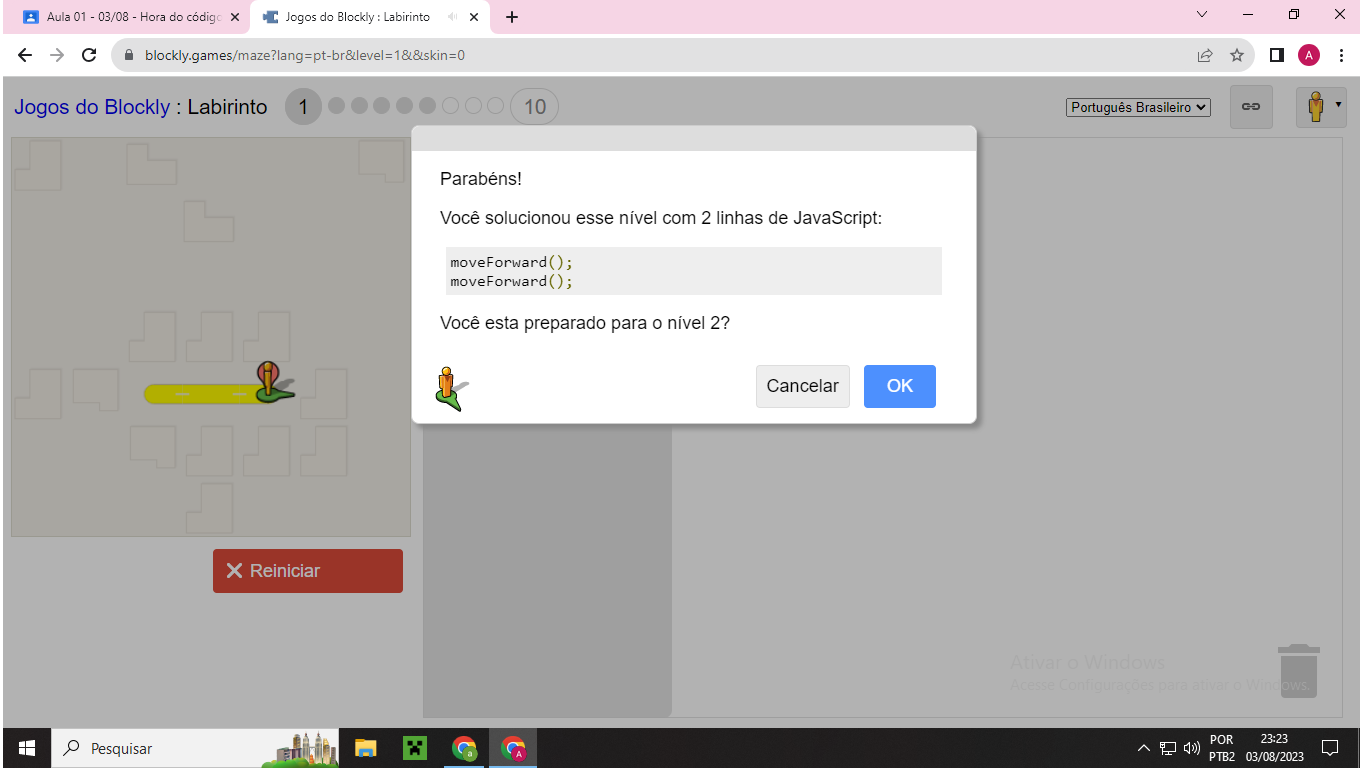 Aula 01 - 03/08 - Hora do códig
Jogos do Blockly : Labirinto
blockly.games/maze?lang=pt-br&level=1&&skin=0
A
Jogos do Blockly : Labirinto
1
10
Português Brasileiro
Parabéns!
Você solucionou esse nível com 2 linhas de JavaScript:
moveForward();
moveForward();
Você esta preparado para o nível 2?
Cancelar
OK
Reiniciar
Ativar o Windows
Acesse Configurações para ativar o Windows.
Pesquisar
a
A
POR
PTB2
23:23
03/08/2023